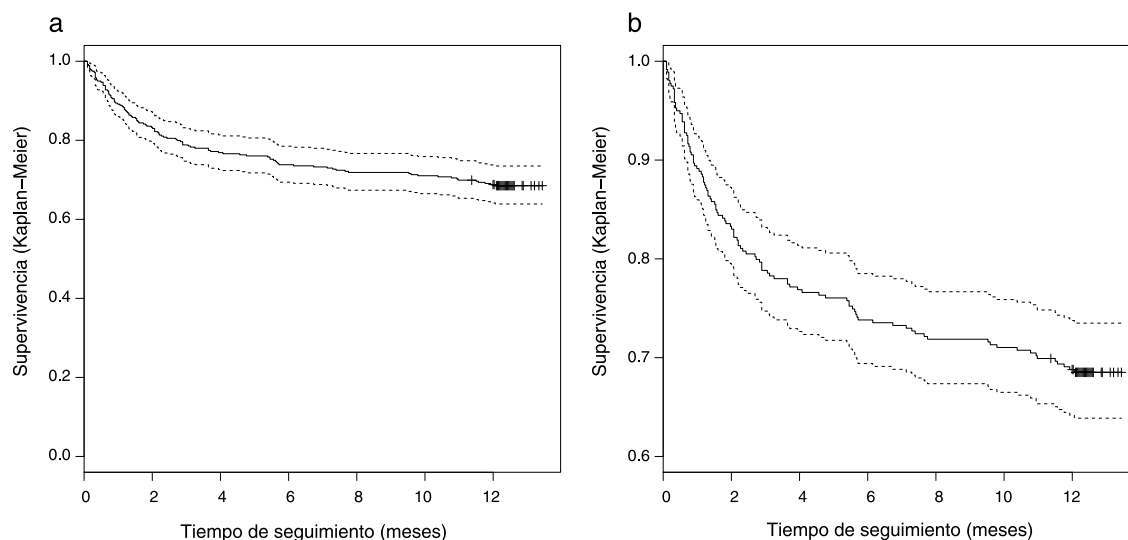 a
Supervivencia (Kaplan–Meier)
1.0
0.8
0.6
0.4
0.2
0.0
0 2 4 6 8 10 12
Tiempo de seguimiento (meses)
b
Supervivencia (Kaplan–Meier)
1.0
0.9
0.8
0.7
0.6
0 2 4 6 8 10 12
Tiempo de seguimiento (meses)